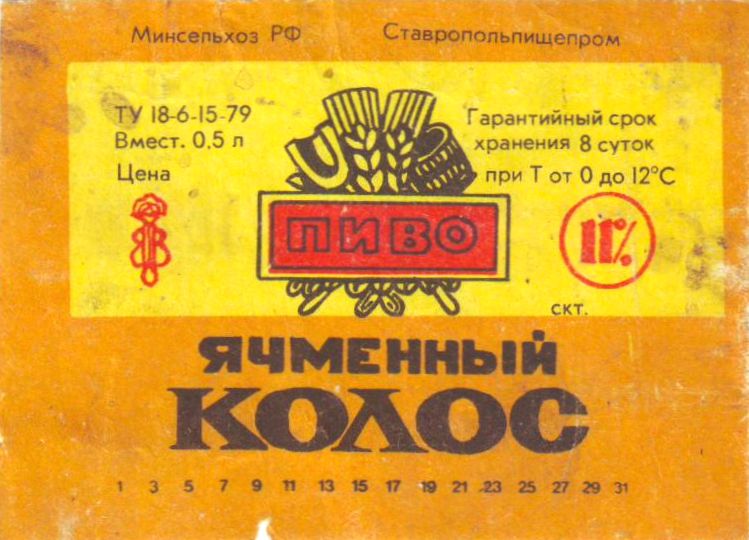 Минсельхоз РФ Ставропольпищепром
ТУ 18-6-15-79
Вмест. 0,5 л
Цена
Гарантийный срок
хранения 8 суток
при Т от 0 до 12°С
ПИВО
11%
скт.
ЯЧМЕННЫЙ
КОЛОС
1 3 5 7 9 11 13 15 17 19 21 23 25 27 29 31